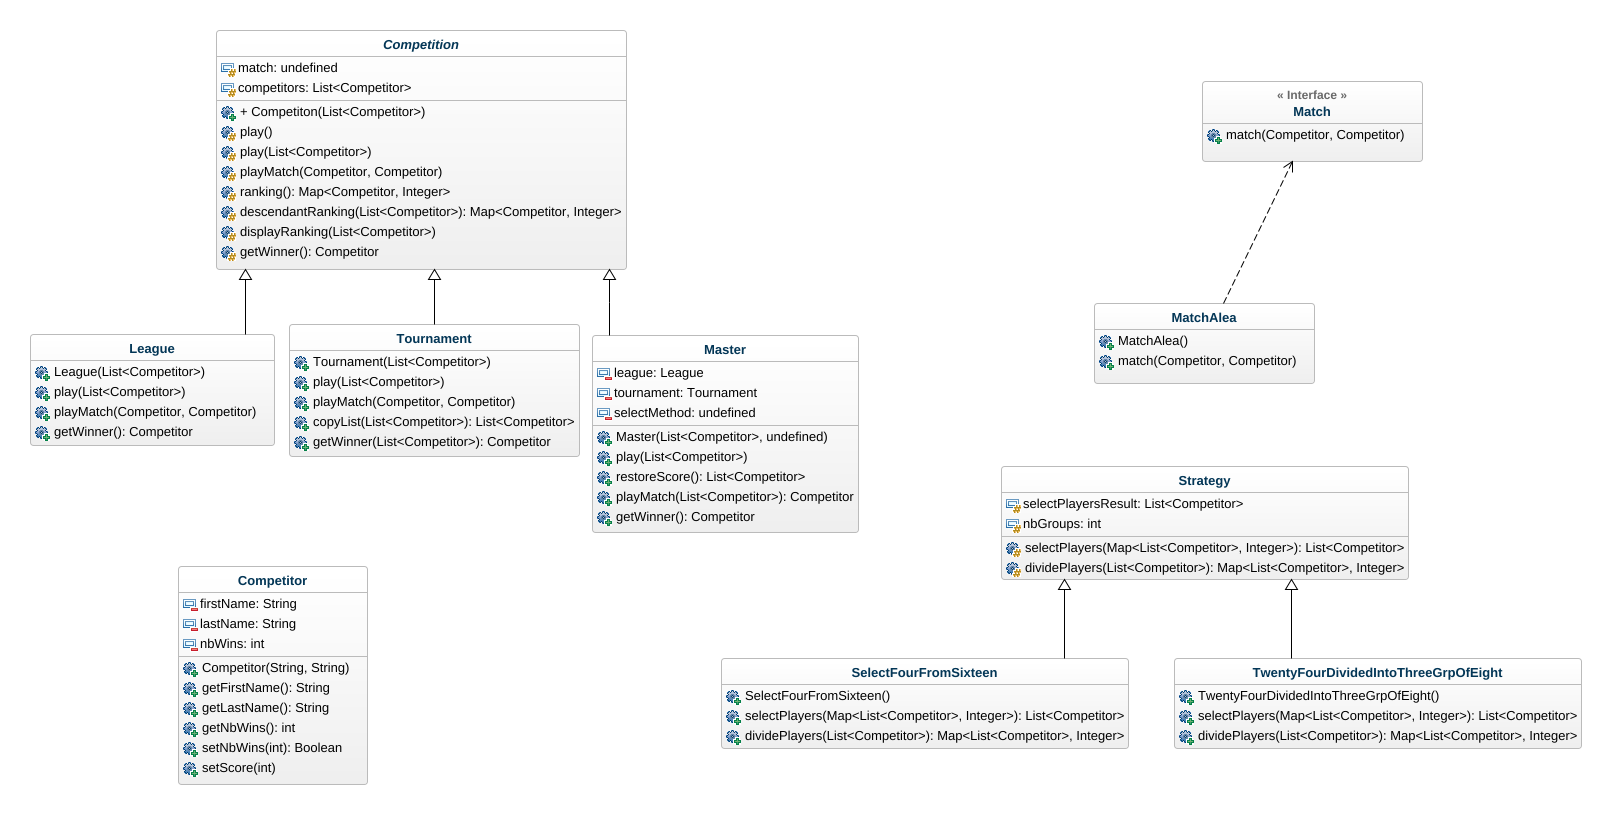 Competition
match: undefined
competitors: List<Competitor>
+ Competiton(List<Competitor>)
play()
play(List<Competitor>)
playMatch(Competitor, Competitor)
ranking(): Map<Competitor, Integer>
descendantRanking(List<Competitor>): Map<Competitor, Integer>
displayRanking(List<Competitor>)
getWinner(): Competitor
« Interface »
Match
match(Competitor, Competitor)
MatchAlea
MatchAlea()
match(Competitor, Competitor)
League
League(List<Competitor>)
play(List<Competitor>)
playMatch(Competitor, Competitor)
getWinner(): Competitor
Tournament
Tournament(List<Competitor>)
play(List<Competitor>)
playMatch(Competitor, Competitor)
copyList(List<Competitor>): List<Competitor>
getWinner(List<Competitor>): Competitor
Master
league: League
tournament: Tournament
selectMethod: undefined
Master(List<Competitor>, undefined)
play(List<Competitor>)
restoreScore(): List<Competitor>
playMatch(List<Competitor>): Competitor
getWinner(): Competitor
Strategy
selectPlayersResult: List<Competitor>
nbGroups: int
selectPlayers(Map<List<Competitor>, Integer>): List<Competitor>
dividePlayers(List<Competitor>): Map<List<Competitor>, Integer>
Competitor
firstName: String
lastName: String
nbWins: int
Competitor(String, String)
getFirstName(): String
getLastName(): String
getNbWins(): int
setNbWins(int): Boolean
setScore(int)
SelectFourFromSixteen
SelectFourFromSixteen()
selectPlayers(Map<List<Competitor>, Integer>): List<Competitor>
dividePlayers(List<Competitor>): Map<List<Competitor>, Integer>
TwentyFourDividedIntoThreeGrpOfEight
TwentyFourDividedIntoThreeGrpOfEight()
selectPlayers(Map<List<Competitor>, Integer>): List<Competitor>
dividePlayers(List<Competitor>): Map<List<Competitor>, Integer>